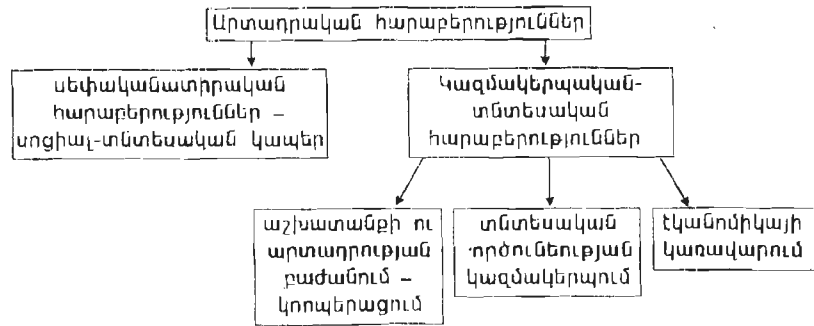 Արտադրական հարաբերություններ
սեփականատիրական
հարաբերություններ –
սոցիալ-տնտեսական կապեր
Կազմակերպական-
տնտեսական
հարաբերություններ
աշխատանքի ու
արտադրության
բաժանում –
կոոպերացում
տնտեսական
գործունեության
կազմակերպում
էկանոմիկայի
կառավարում